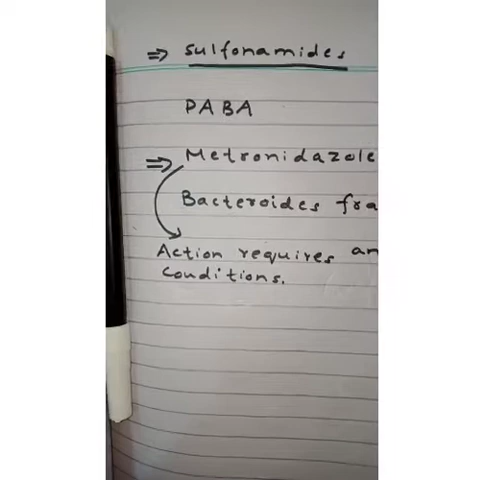 ⇒ Sulfonamides
PABA
⇒ Metronidazole
Bacteroides fra
Action requires an
conditions.